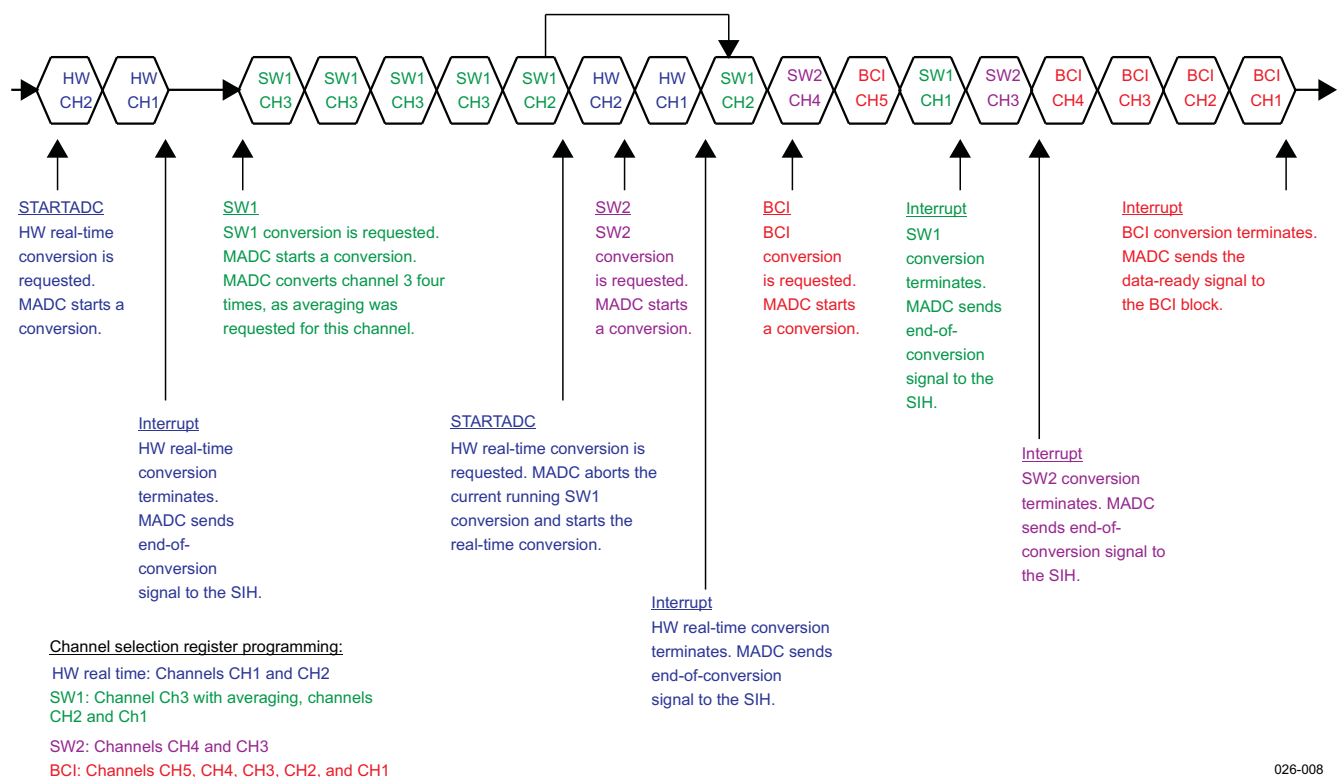 HW
CH2
HW
CH1
SW1
CH3
SW1
CH3
SW1
CH3
SW1
CH3
SW1
CH2
HW
CH2
HW
CH1
SW1
CH2
SW2
CH4
BCI
CH5
SW1
CH1
SW2
CH3
BCI
CH4
BCI
CH3
BCI
CH2
BCI
CH1
STARTADC
HW real-time
conversion is
requested.
MADC starts a
conversion.
SW1
SW1 conversion is requested.
MADC starts a conversion.
MADC converts channel 3 four
times, as averaging was
requested for this channel.
SW2
SW2
conversion
is requested.
MADC starts
a conversion.
BCI
BCI
conversion
is requested.
MADC starts
a conversion.
Interrupt
SW1
conversion
terminates.
MADC sends
end-of-
conversion
signal to the
SIH.
Interrupt
BCI conversion terminates.
MADC sends the
data-ready signal to
the BCI block.
Interrupt
HW real-time
conversion
terminates.
MADC sends
end-of-
conversion
signal to the SIH.
STARTADC
HW real-time conversion is
requested. MADC aborts the
current running SW1
conversion and starts the
real-time conversion.
Interrupt
SW2 conversion
terminates. MADC
sends end-of-
conversion signal to
the SIH.
Interrupt
HW real-time conversion
terminates. MADC sends
end-of-conversion
signal to the SIH.
Channel selection register programming:
HW real time: Channels CH1 and CH2
SW1: Channel Ch3 with averaging, channels
CH2 and Ch1
SW2: Channels CH4 and CH3
BCI: Channels CH5, CH4, CH3, CH2, and CH1
026-008